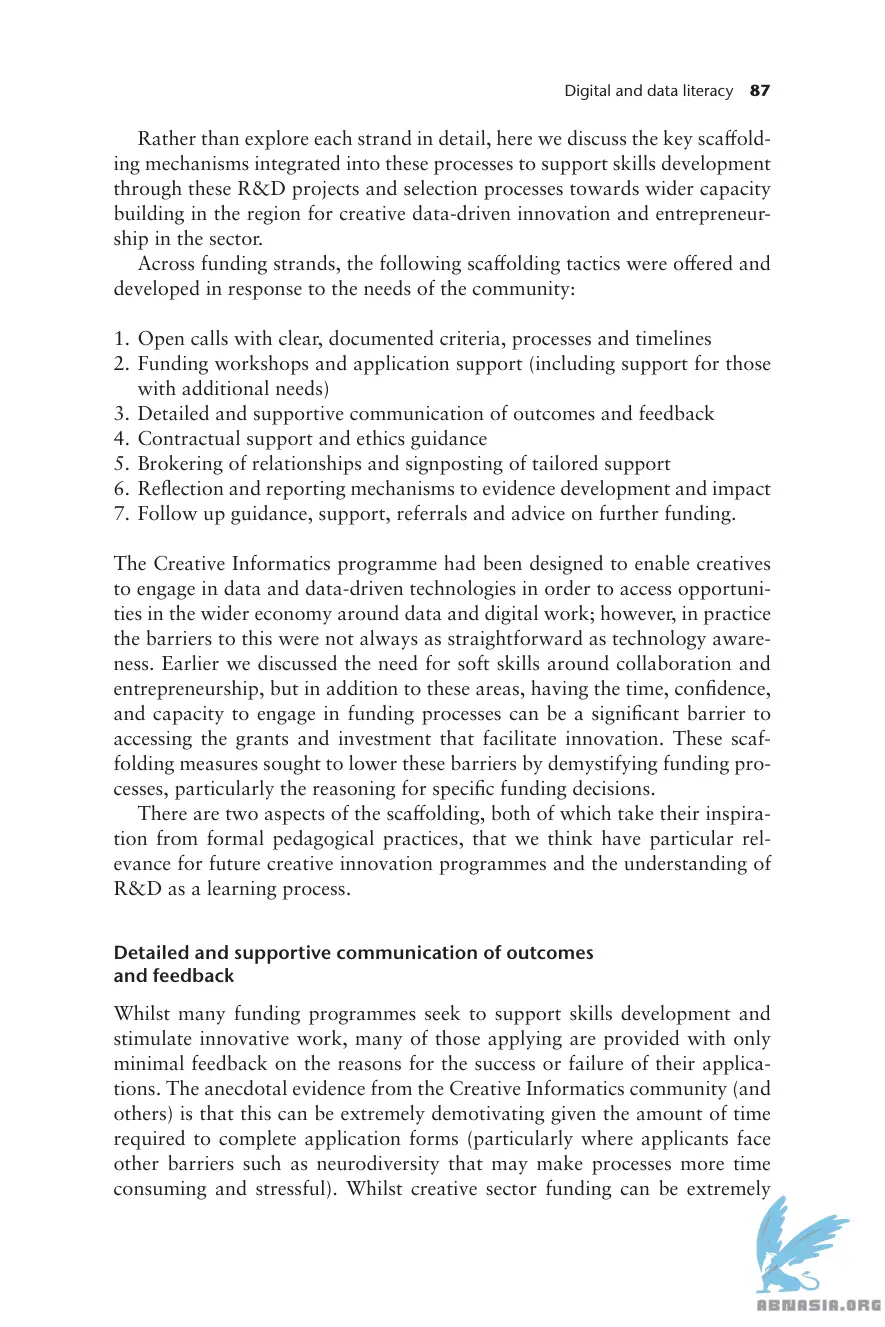 Digital and data literacy 87
Rather than explore each strand in detail, here we discuss the key scaffold-
ing mechanisms integrated into these processes to support skills development
through these R&D projects and selection processes towards wider capacity
building in the region for creative data-driven innovation and entrepreneur-
ship in the sector.
Across funding strands, the following scaffolding tactics were offered and
developed in response to the needs of the community:
1. Open calls with clear, documented criteria, processes and timelines
2. Funding workshops and application support (including support for those
with additional needs)
3. Detailed and supportive communication of outcomes and feedback
4. Contractual support and ethics guidance
5. Brokering of relationships and signposting of tailored support
6. Reflection and reporting mechanisms to evidence development and impact
7. Follow up guidance, support, referrals and advice on further funding.
The Creative Informatics programme had been designed to enable creatives
to engage in data and data-driven technologies in order to access opportuni-
ties in the wider economy around data and digital work; however, in practice
the barriers to this were not always as straightforward as technology aware-
ness. Earlier we discussed the need for soft skills around collaboration and
entrepreneurship, but in addition to these areas, having the time, confidence,
and capacity to engage in funding processes can be a significant barrier to
accessing the grants and investment that facilitate innovation. These scaf-
folding measures sought to lower these barriers by demystifying funding pro-
cesses, particularly the reasoning for specific funding decisions.
There are two aspects of the scaffolding, both of which take their inspira-
tion from formal pedagogical practices, that we think have particular rel-
evance for future creative innovation programmes and the understanding of
R&D as a learning process.
Detailed and supportive communication of outcomes
and feedback
Whilst many funding programmes seek to support skills development and
stimulate innovative work, many of those applying are provided with only
minimal feedback on the reasons for the success or failure of their applica-
tions. The anecdotal evidence from the Creative Informatics community (and
others) is that this can be extremely demotivating given the amount of time
required to complete application forms (particularly where applicants face
other barriers such as neurodiversity that may make processes more time
consuming and stressful). Whilst creative sector funding can be extremely
ABNASIA.ORG